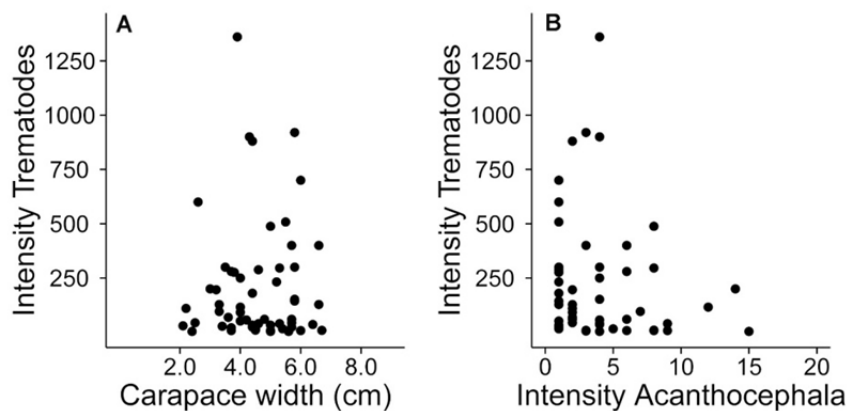 A
Intensity Trematodes
1250
1000
750
500
250
2.0 4.0 6.0 8.0
Carapace width (cm)
B
Intensity Trematodes
1250
1000
750
500
250
0 5 10 15 20
Intensity Acanthocephala